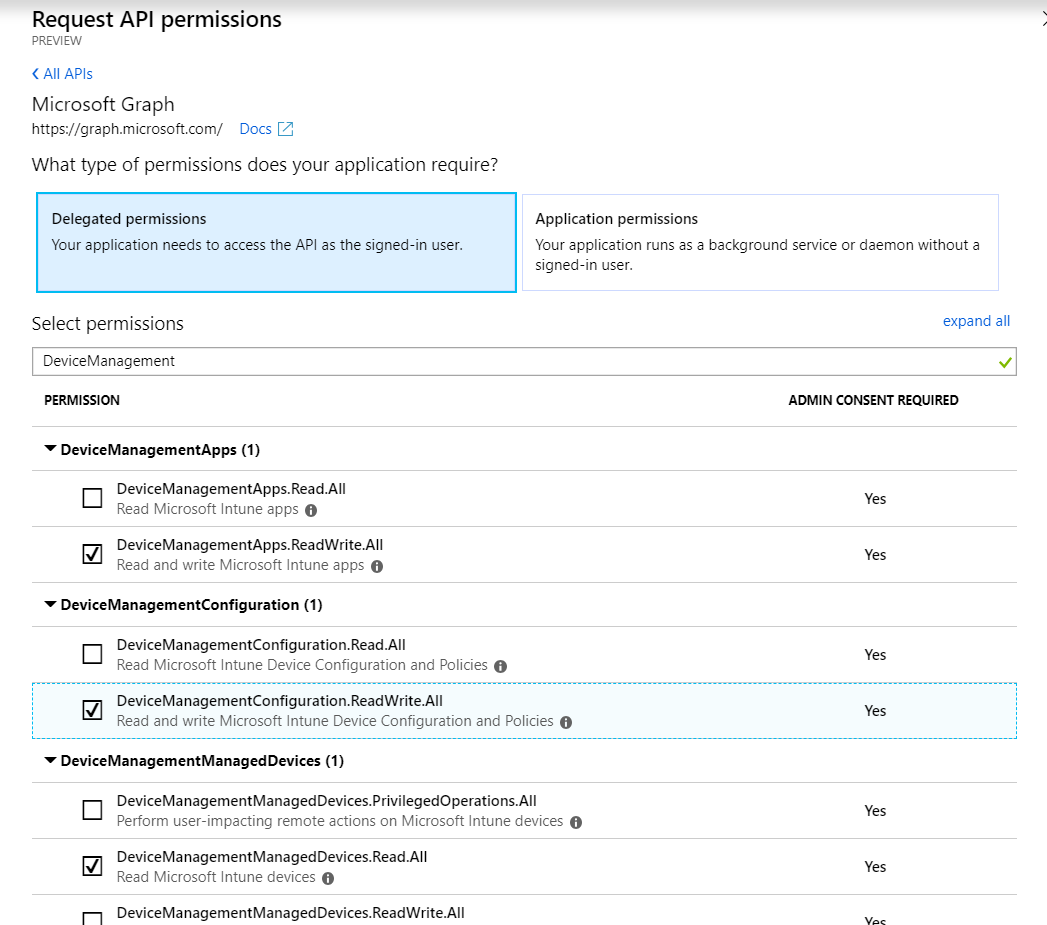 Request API permissions
PREVIEW
All APIs
Microsoft Graph
https://graph.microsoft.com/ Docs
What type of permissions does your application require?
Delegated permissions
Your application needs to access the API as the signed-in user.
Application permissions
Your application runs as a background service or daemon without a
signed-in user.
Select permissions
expand all
DeviceManagement
PERMISSION ADMIN CONSENT REQUIRED
DeviceManagementApps (1)
DeviceManagementApps.Read.All
Read Microsoft Intune apps
Yes
DeviceManagementApps.ReadWrite.All
Read and write Microsoft Intune apps
Yes
DeviceManagementConfiguration (1)
DeviceManagementConfiguration.Read.All
Read Microsoft Intune Device Configuration and Policies
Yes
DeviceManagementConfiguration.ReadWrite.All
Read and write Microsoft Intune Device Configuration and Policies
Yes
DeviceManagementManagedDevices (1)
DeviceManagementManagedDevices.PrivilegedOperations.All
Perform user-impacting remote actions on Microsoft Intune devices
Yes
DeviceManagementManagedDevices.Read.All
Read Microsoft Intune devices
Yes
DeviceManagementManagedDevices.ReadWrite.All
Yes